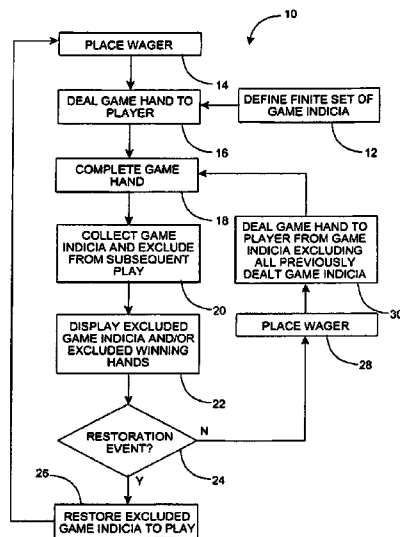 10
PLACE WAGER
14
DEAL GAME HAND TO
PLAYER
16
DEFINE FINITE SET OF
GAME INDICIA
12
COMPLETE GAME
HAND
18
COLLECT GAME
INDICIA AND EXCLUDE
FROM SUBSEQUENT
PLAY
20
DEAL GAME HAND TO
PLAYER FROM GAME
INDICIA EXCLUDING
ALL PREVIOUSLY
DEALT GAME INDICIA
30
DISPLAY EXCLUDED
GAME INDICIA AND/OR
EXCLUDED WINNING
HANDS
22
PLACE WAGER
28
RESTORATION
EVENT?
N
24
Y
26
RESTORE EXCLUDED
GAME INDICIA TO PLAY